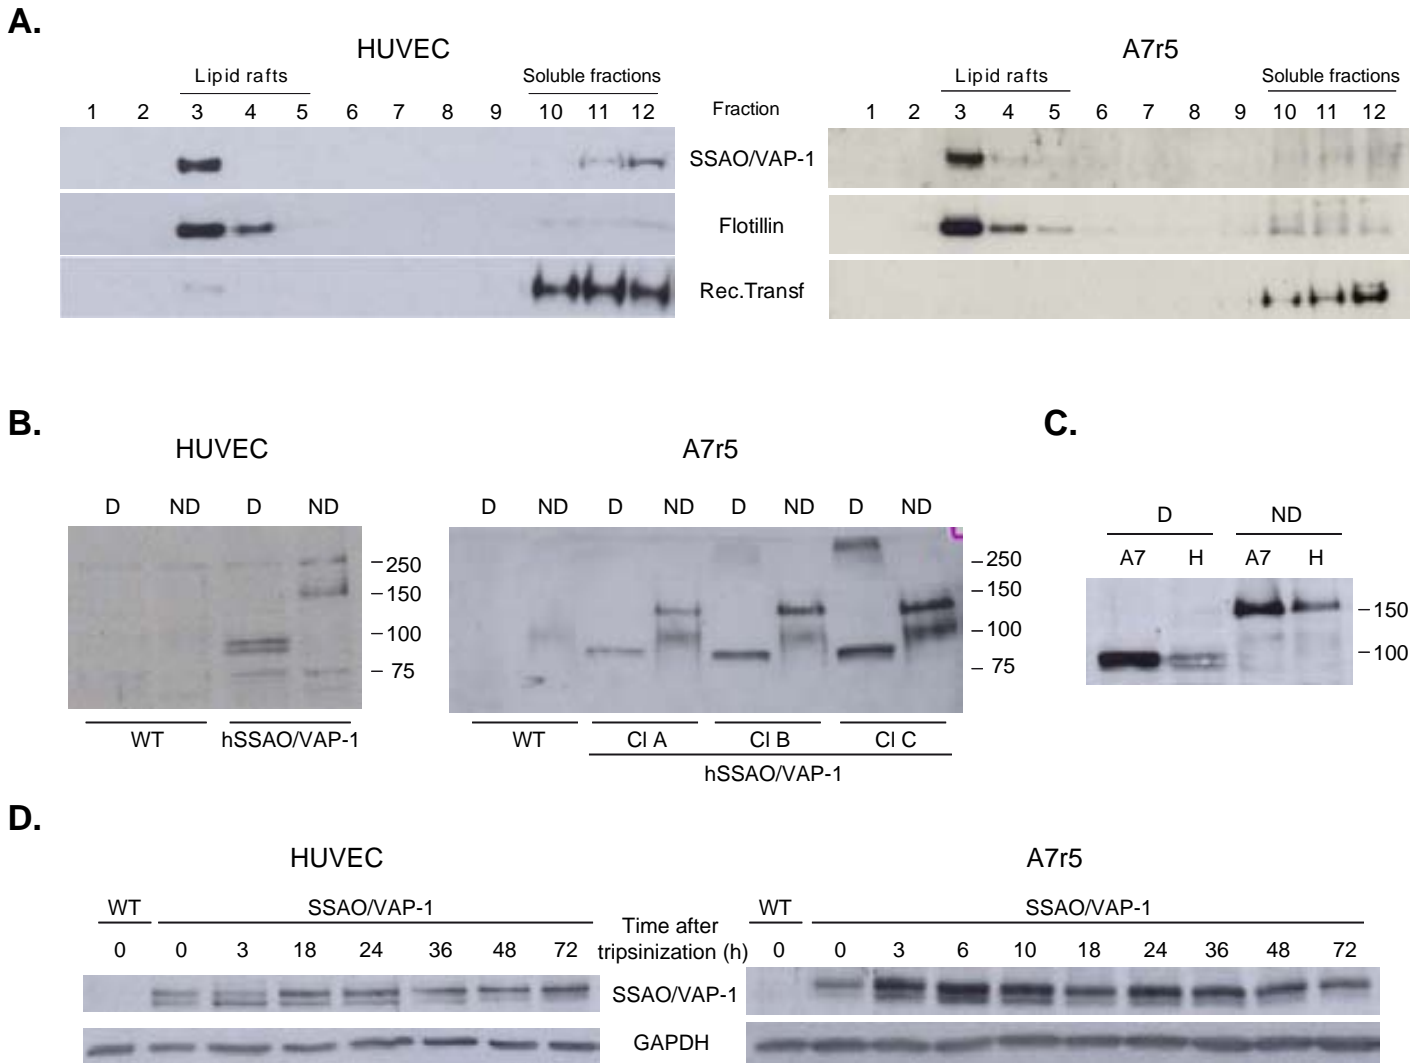 A.
HUVEC
A7r5
Lipid rafts
Soluble fractions
Lipid rafts
Soluble fractions
1 2 3 4 5 6 7 8 9 10 11 12
Fraction
1 2 3 4 5 6 7 8 9 10 11 12
SSAO/VAP-1
Flotillin
Rec.Transf
B.
HUVEC
D ND D ND
250
150
100
75
WT hSSAO/VAP-1
A7r5
D ND D ND D ND D ND
250
150
100
75
WT Cl A Cl B Cl C
hSSAO/VAP-1
C.
D ND
A7 H A7 H
150
100
D.
HUVEC
A7r5
WT SSAO/VAP-1
0 0 3 18 24 36 48 72
Time after
tripsinization (h)
WT SSAO/VAP-1
0 0 3 6 10 18 24 36 48 72
SSAO/VAP-1
GAPDH